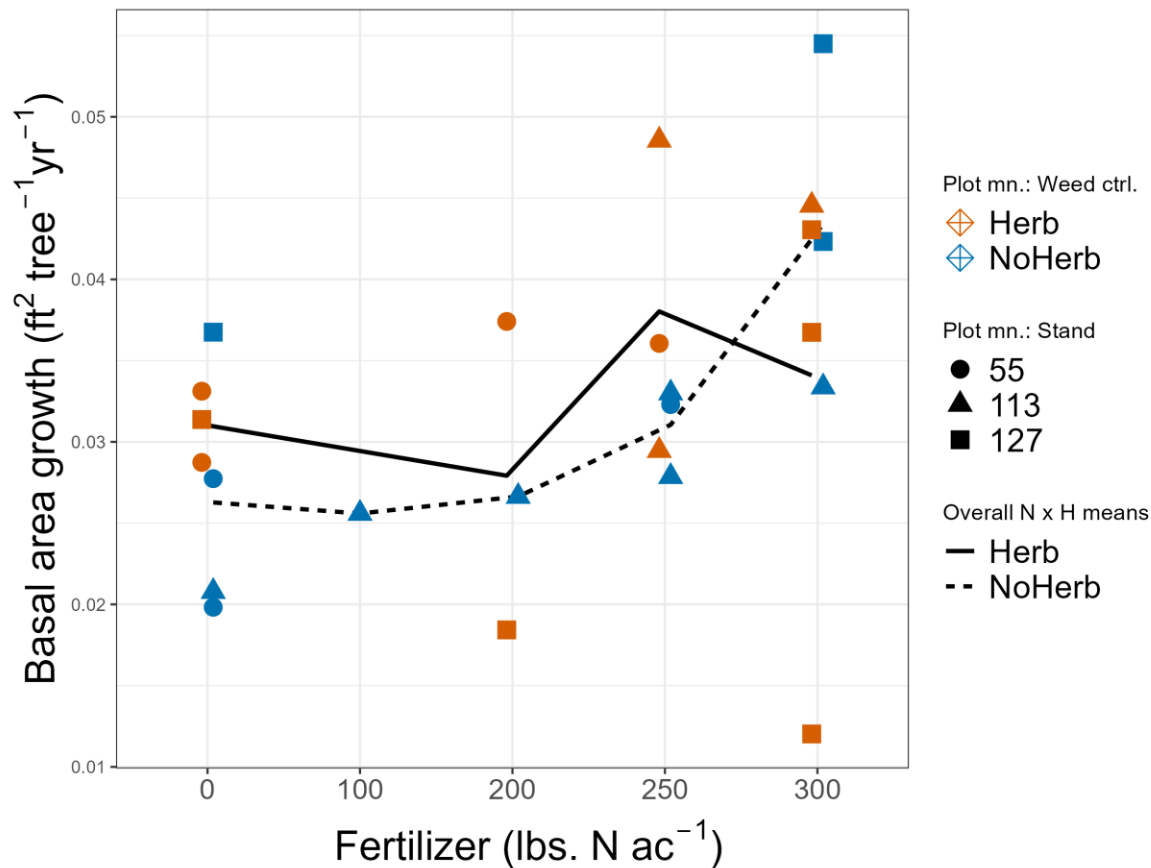 Basal area growth (ft² tree⁻¹yr⁻¹)
0.05
0.04
0.03
0.02
0.01
0
100
200
250
300
Fertilizer (lbs. N ac⁻¹)
Plot mn.: Weed ctrl.
Herb
NoHerb
Plot mn.: Stand
55
113
127
Overall N x H means
Herb
NoHerb